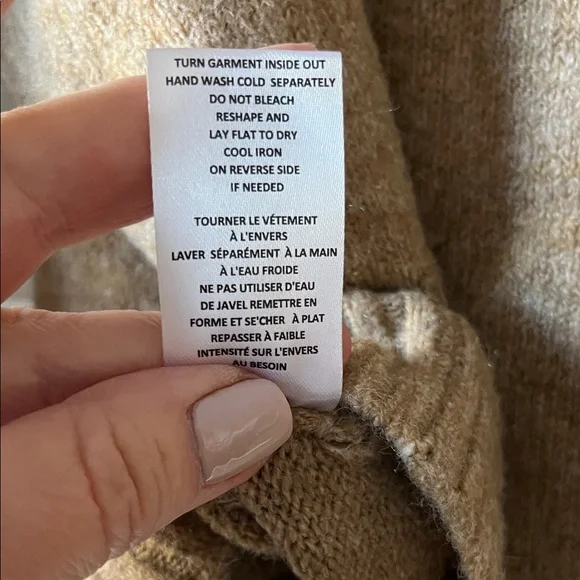 TURN GARMENT INSIDE OUT
HAND WASH COLD SEPARATELY
DO NOT BLEACH
RESHAPE AND
LAY FLAT TO DRY
COOL IRON
ON REVERSE SIDE
IF NEEDED
TOURNER LE VÉTEMENT
À L'ENVERS
LAVER SÉPARÉMENT À LA MAIN
À L'EAU FROIDE
NE PAS UTILISER D'EAU
DE JAVEL REMETTRE EN
FORME ET SE'CHER À PLAT
REPASSER À FAIBLE
INTENSITÉ SUR L'ENVERS
AU BESOIN